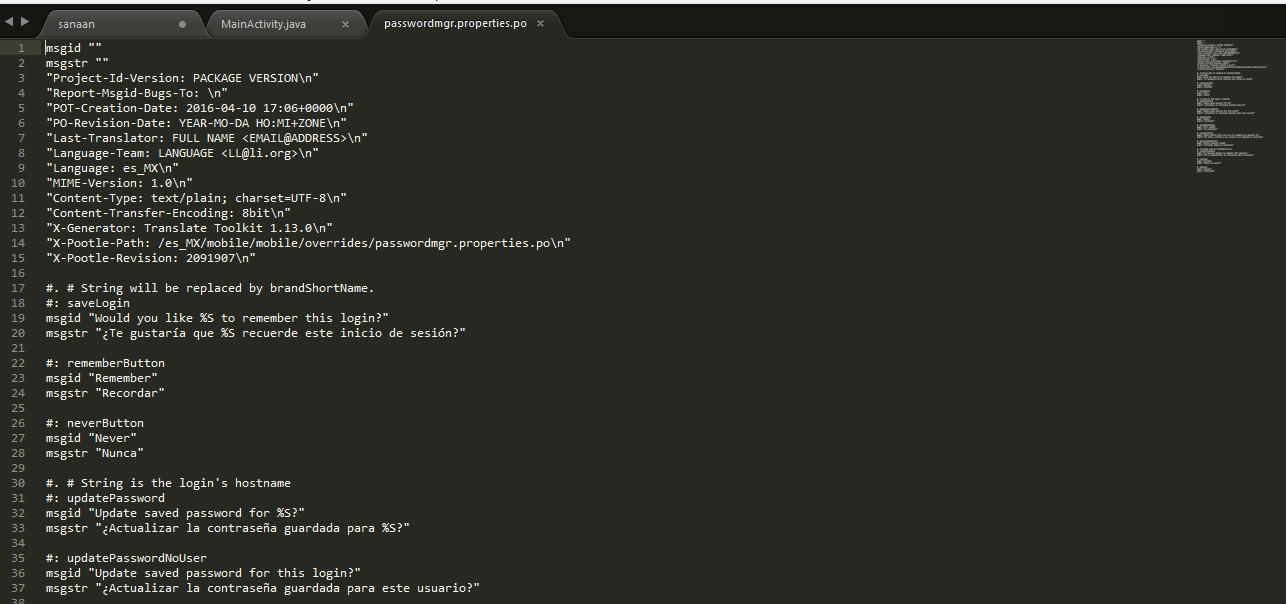 sanaan
MainActivity.java
passwordmgr.properties.po
1 msgid ""
2 msgstr ""
3 "Project-Id-Version: PACKAGE VERSION\n"
4 "Report-Msgid-Bugs-To: \n"
5 "POT-Creation-Date: 2016-04-10 17:06+0000\n"
6 "PO-Revision-Date: YEAR-MO-DA HO:MI+ZONE\n"
7 "Last-Translator: FULL NAME <EMAIL@ADDRESS>\n"
8 "Language-Team: LANGUAGE <LL@li.org>\n"
9 "Language: es_MX\n"
10 "MIME-Version: 1.0\n"
11 "Content-Type: text/plain; charset=UTF-8\n"
12 "Content-Transfer-Encoding: 8bit\n"
13 "X-Generator: Translate Toolkit 1.13.0\n"
14 "X-Pootle-Path: /es_MX/mobile/mobile/overrides/passwordmgr.properties.po\n"
15 "X-Pootle-Revision: 2091907\n"
16
17 #. # String will be replaced by brandShortName.
18 #: saveLogin
19 msgid "Would you like %S to remember this login?"
20 msgstr "¿Te gustaría que %S recuerde este inicio de sesión?"
21
22 #: rememberButton
23 msgid "Remember"
24 msgstr "Recordar"
25
26 #: neverButton
27 msgid "Never"
28 msgstr "Nunca"
29
30 #. # String is the login's hostname
31 #: updatePassword
32 msgid "Update saved password for %S?"
33 msgstr "¿Actualizar la contraseña guardada para %S?"
34
35 #: updatePasswordNoUser
36 msgid "Update saved password for this login?"
37 msgstr "¿Actualizar la contraseña guardada para este usuario?"
38